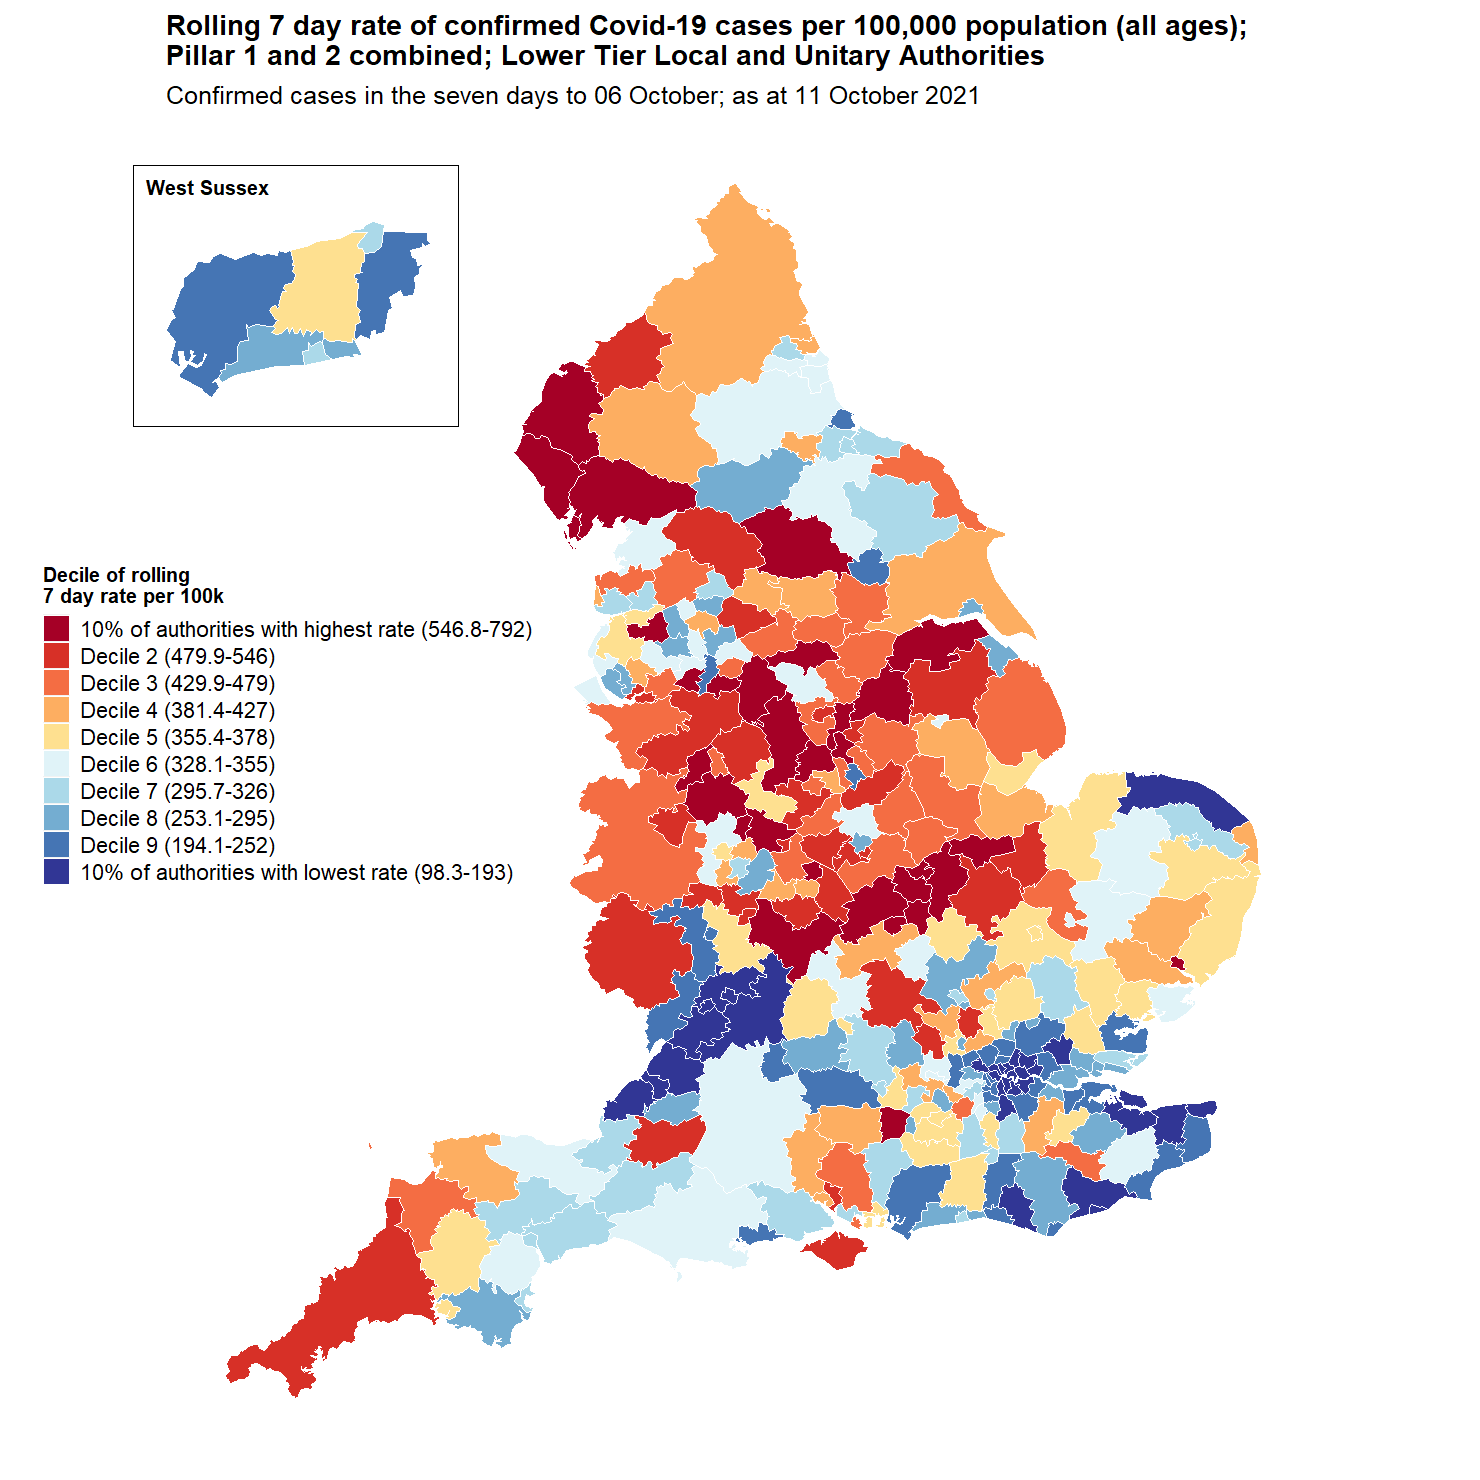 Rolling 7 day rate of confirmed Covid-19 cases per 100,000 population (all ages);
Pillar 1 and 2 combined; Lower Tier Local and Unitary Authorities
Confirmed cases in the seven days to 06 October; as at 11 October 2021
West Sussex
Decile of rolling
7 day rate per 100k
10% of authorities with highest rate (546.8-792)
Decile 2 (479.9-546)
Decile 3 (429.9-479)
Decile 4 (381.4-427)
Decile 5 (355.4-378)
Decile 6 (328.1-355)
Decile 7 (295.7-326)
Decile 8 (253.1-295)
Decile 9 (194.1-252)
10% of authorities with lowest rate (98.3-193)